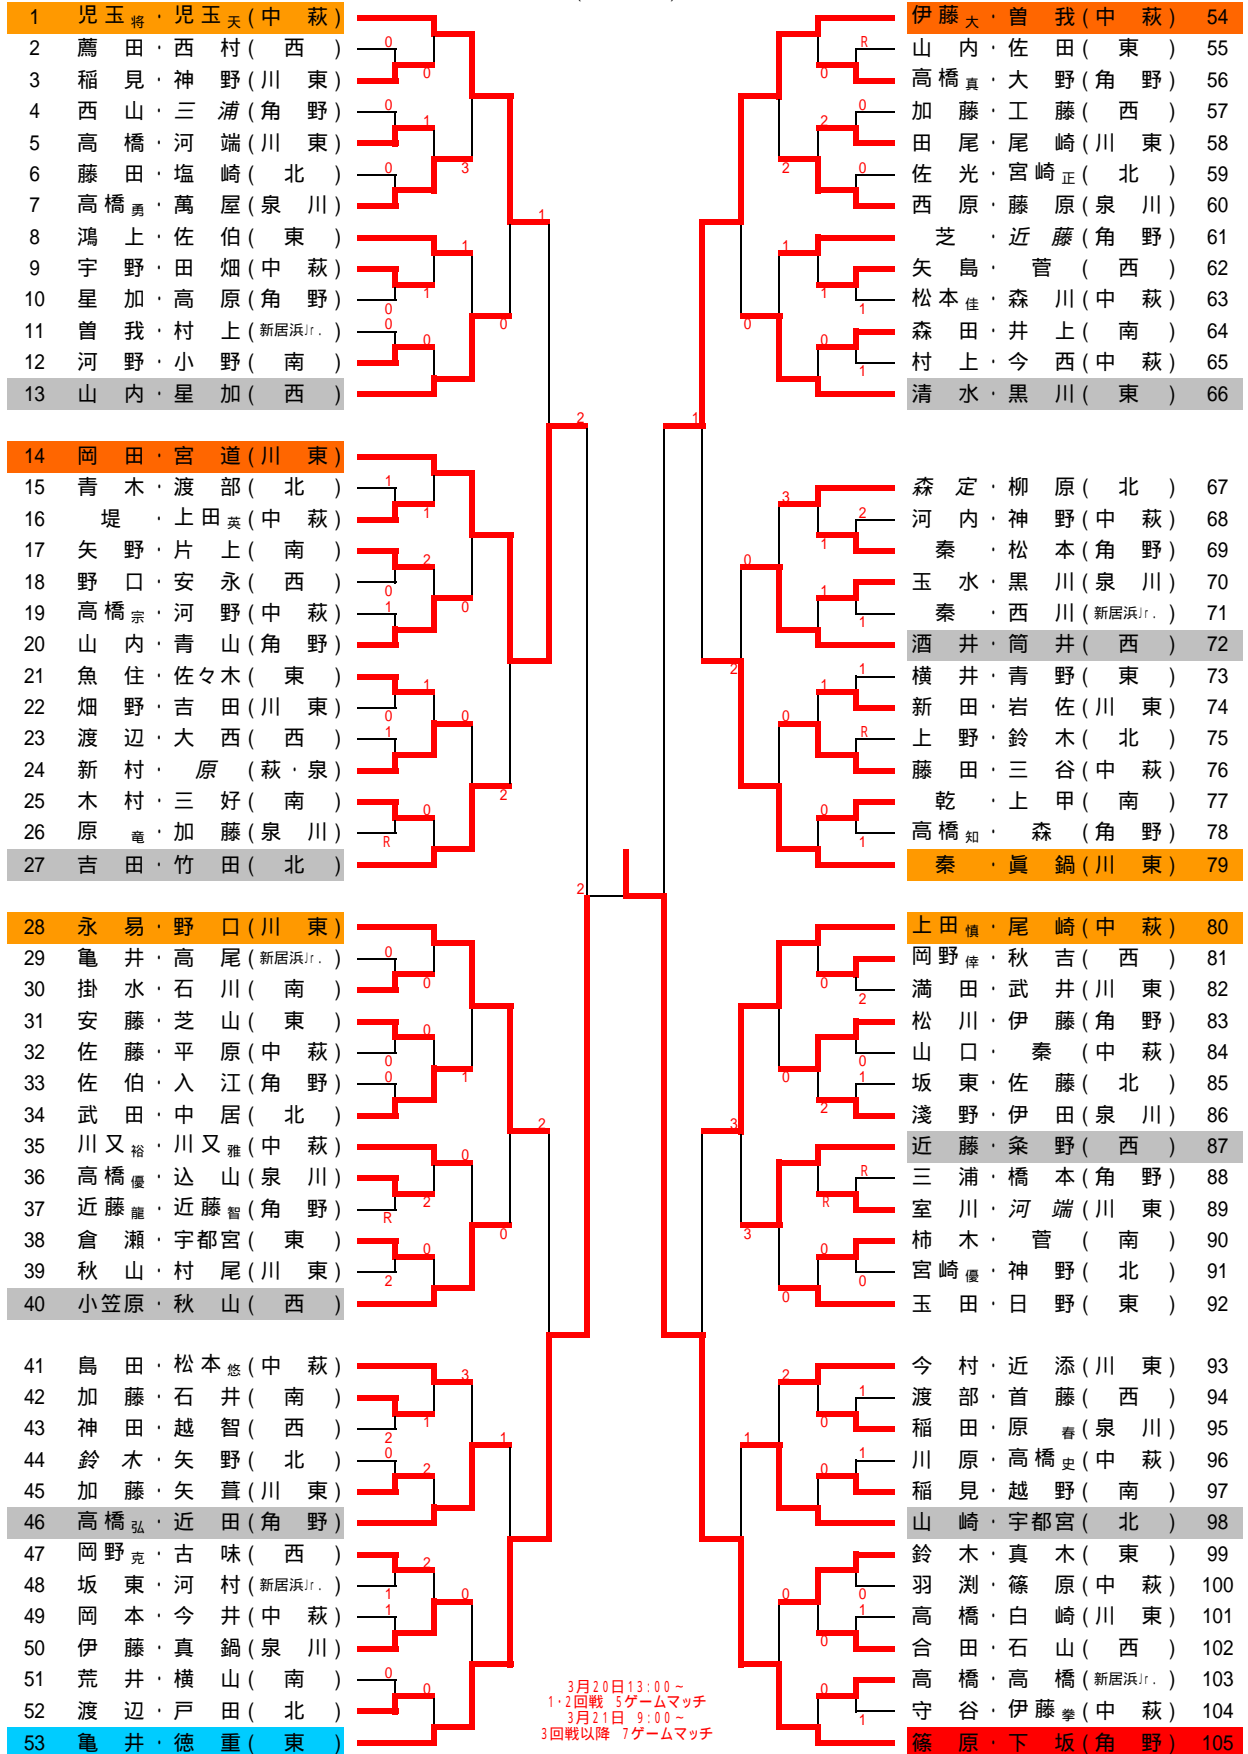 1 児玉将・児玉天(中 萩)
2 薦 田・西 村(西)
3 稲 見・神 野(川 東)
4 西 山・三 浦(角 野)
5 高 橋・河 端(川 東)
6 藤 田・塩 崎(北)
7 高橋勇・萬 屋(泉 川)
8 鴻 上・佐 伯(東)
9 宇 野・田 畑(中 萩)
10 星 加・高 原(角 野)
11 曽 我・村 上(新居浜Jr.)
12 河 野・小 野(南)
13 山 内・星 加(西)
14 岡 田・宮 道(川 東)
15 青 木・渡 部(北)
16 堤 ・上田英(中 萩)
17 矢 野・片 上(南)
18 野 口・安 永(西)
19 高橋宗・河 野(中 萩)
20 山 内・青 山(角 野)
21 魚 住・佐々木(東)
22 畑 野・吉 田(川 東)
23 渡 辺・大 西(西)
24 新 村・原(萩・泉)
25 木 村・三 好(南)
26 原 竜・加 藤(泉 川)
27 吉 田・竹 田(北)
28 永 易・野 口(川 東)
29 亀 井・高 尾(新居浜Jr.)
30 掛 水・石 川(南)
31 安 藤・芝 山(東)
32 佐 藤・平 原(中 萩)
33 佐 伯・入 江(角 野)
34 武 田・中 居(北)
35 川又裕・川又雅(中 萩)
36 高橋優・込 山(泉 川)
37 近藤龍・近藤智(角 野)
38 倉 瀬・宇都宮(東)
39 秋 山・村 尾(川 東)
40 小笠原・秋 山(西)
41 島 田・松本悠(中 萩)
42 加 藤・石 井(南)
43 神 田・越 智(西)
44 鈴 木・矢 野(北)
45 加 藤・矢 葺(川 東)
46 高橋弘・近 田(角 野)
47 岡野克・古 味(西)
48 坂 東・河 村(新居浜Jr.)
49 岡 本・今 井(中 萩)
50 伊 藤・真 鍋(泉 川)
51 荒 井・横 山(南)
52 渡 辺・戸 田(北)
53 亀 井・徳 重(東)
伊藤大・曽 我(中 萩) 54
山 内・佐 田(東) 55
高橋真・大 野(角 野) 56
加 藤・工 藤(西) 57
田 尾・尾 崎(川 東) 58
佐 光・宮崎正(北) 59
西 原・藤 原(泉 川) 60
芝 ・近 藤(角 野) 61
矢 島・菅(西) 62
松本佳・森 川(中 萩) 63
森 田・井 上(南) 64
村 上・今 西(中 萩) 65
清 水・黒 川(東) 66
森 定・柳 原(北) 67
河 内・神 野(中 萩) 68
秦 ・松 本(角 野) 69
玉 水・黒 川(泉 川) 70
秦 ・西 川(新居浜Jr.) 71
酒 井・筒 井(西) 72
横 井・青 野(東) 73
新 田・岩 佐(川 東) 74
上 野・鈴 木(北) 75
藤 田・三 谷(中 萩) 76
乾 ・上 甲(南) 77
高橋知・森(角 野) 78
秦 ・眞 鍋(川 東) 79
上田慎・尾 崎(中 萩) 80
岡野倖・秋 吉(西) 81
満 田・武 井(川 東) 82
松 川・伊 藤(角 野) 83
山 口・秦(中 萩) 84
坂 東・佐 藤(北) 85
淺 野・伊 田(泉 川) 86
近 藤・粂 野(西) 87
三 浦・橋 本(角 野) 88
室 川・河 端(川 東) 89
柿 木・菅(南) 90
宮崎優・神 野(北) 91
玉 田・日 野(東) 92
今 村・近 添(川 東) 93
渡 部・首 藤(西) 94
稲 田・原 春(泉 川) 95
川 原・高橋史(中 萩) 96
稲 見・越 野(南) 97
山 崎・宇都宮(北) 98
鈴 木・真 木(東) 99
羽 渕・篠 原(中 萩) 100
高 橋・白 崎(川 東) 101
合 田・石 山(西) 102
高 橋・高 橋(新居浜Jr.) 103
守 谷・伊藤拳(中 萩) 104
篠 原・下 坂(角 野) 105
3月20日13:00~
1・2回戦 5ゲームマッチ
3月21日 9:00~
3回戦以降 7ゲームマッチ